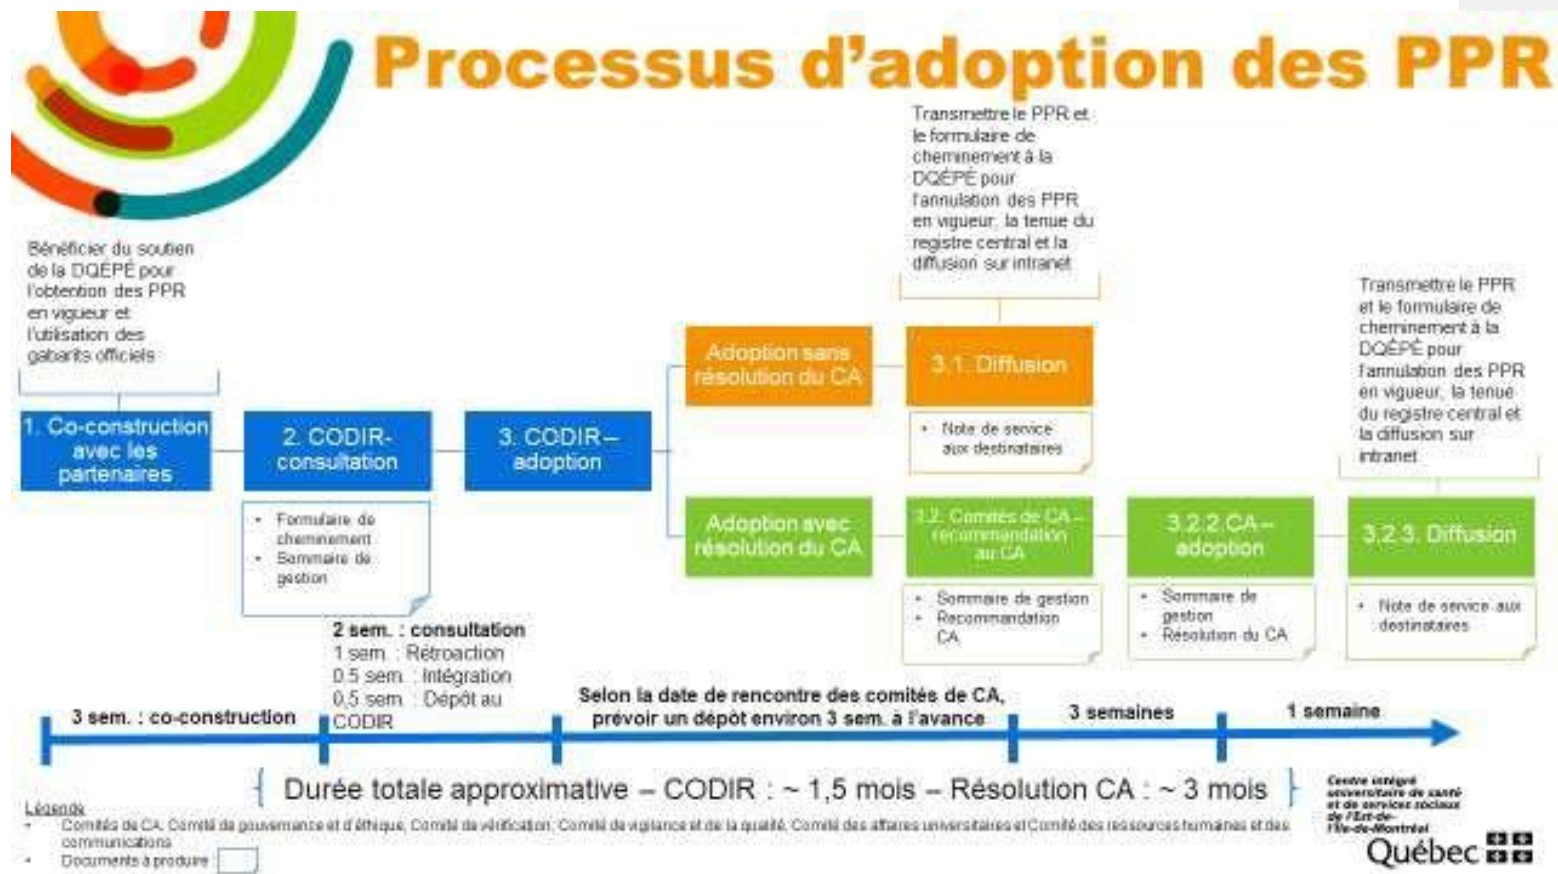 Processus d'adoption des PPR
Transmettre le PPR et
le formulaire de
cheminement à la
DQÉPÉ pour
l'annulation des PPR
en vigueur, la tenue du
registre central et la
diffusion sur intranet
Bénéficier du soutien
de la DQÉPÉ pour
l'obtention des PPR
en vigueur et
l'utilisation des
gabarits officiels
Transmettre le PPR
et le formulaire de
cheminement à la
DQÉPÉ pour
l'annulation des PPR
en vigueur, la tenue
du registre central et
la diffusion sur
intranet
1. Co-construction
avec les
partenaires
2. CODIR-
consultation
3. CODIR –
adoption
Adoption sans
résolution du CA
3.1. Diffusion
• Note de service
aux destinataires
Adoption avec
résolution du CA
3.2. Comités de CA –
recommandation
au CA
3.2.2.CA –
adoption
3.2.3. Diffusion
• Formulaire de
cheminement
• Sommaire de
gestion
• Sommaire de gestion
• Recommandation
CA
• Sommaire de
gestion
• Résolution du CA
• Note de service aux
destinataires
2 sem. : consultation
1 sem. : Rétroaction
0.5 sem. : Intégration
0,5 sem. : Dépôt au
CODIR
3 sem. : co-construction
Selon la date de rencontre des comités de CA,
prévoir un dépôt environ 3 sem. à l'avance
3 semaines
1 semaine
Durée totale approximative – CODIR : ~ 1,5 mois – Résolution CA : ~ 3 mois
Légende
• Comités de CA: Comité de gouvernance et d'éthique, Comité de vérification, Comité de vigilance et de la qualité, Comité des affaires universitaires et Comité des ressources humaines et des
communications
• Documents à produire
Centre intégré
universitaire de santé
et de services sociaux
de l'Est-de-
l'Île-de-Montréal
Québec